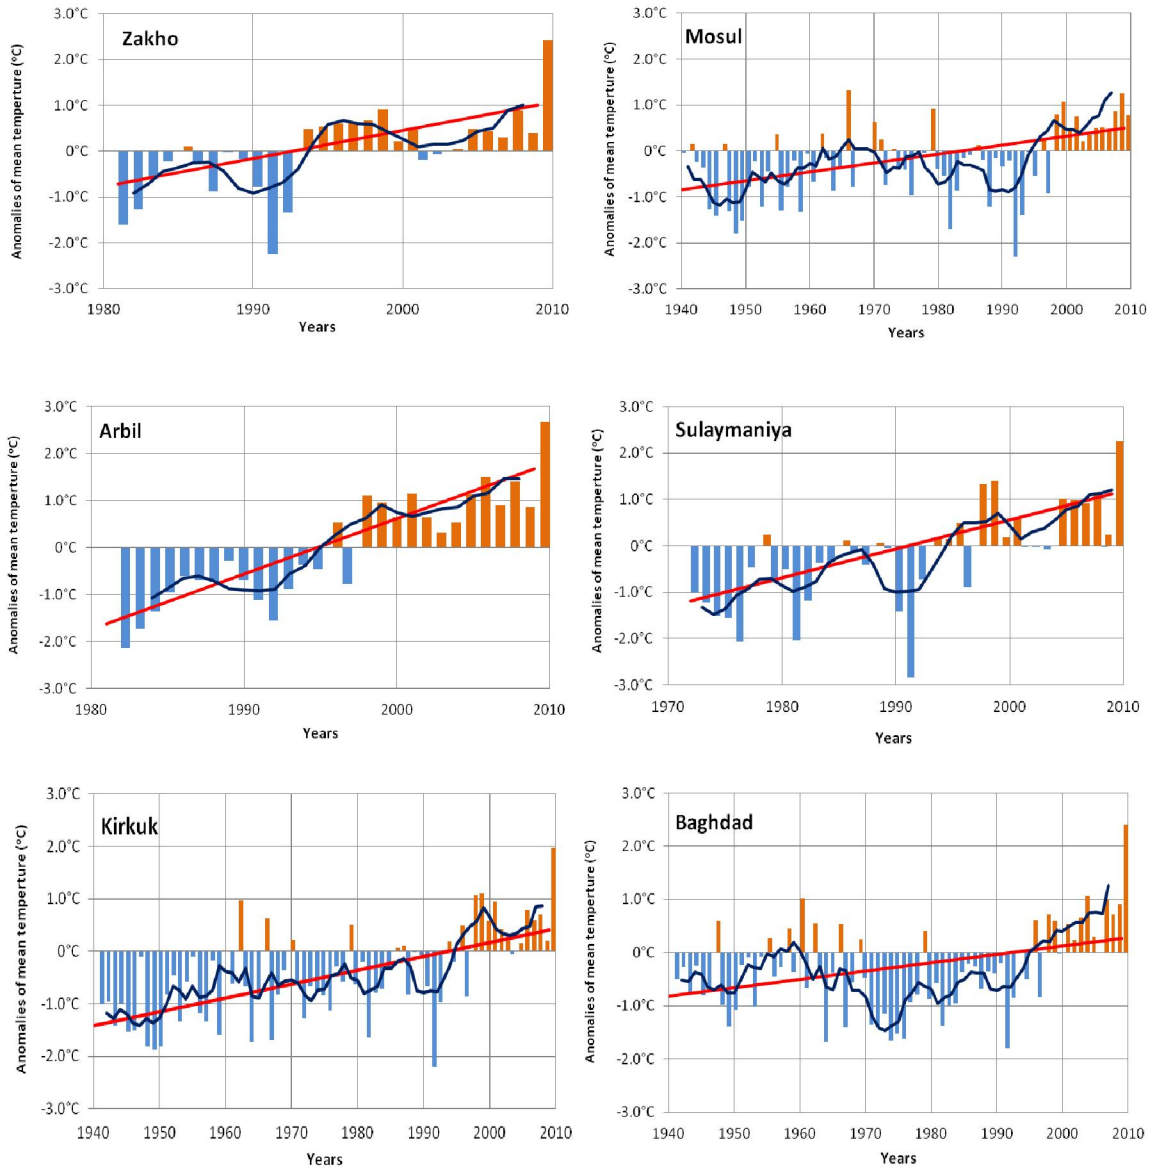 Zakho
Anomalies of mean temperture (°C)
3.0°C
2.0°C
1.0°C
0°C
-1.0°C
-2.0°C
-3.0°C
1980 1990 2000 2010
Years
Mosul
Anomalies of mean temperture (°C)
3.0°C
2.0°C
1.0°C
0°C
-1.0°C
-2.0°C
-3.0°C
1940 1950 1960 1970 1980 1990 2000 2010
Years
Arbil
Anomalies of mean temperture (°C)
3.0°C
2.0°C
1.0°C
0°C
-1.0°C
-2.0°C
-3.0°C
1980 1990 2000 2010
Years
Sulaymaniya
Anomalies of mean temperture (°C)
3.0°C
2.0°C
1.0°C
0°C
-1.0°C
-2.0°C
-3.0°C
1970 1980 1990 2000 2010
Years
Kirkuk
Anomalies of mean temperture (°C)
3.0°C
2.0°C
1.0°C
0°C
-1.0°C
-2.0°C
-3.0°C
1940 1950 1960 1970 1980 1990 2000 2010
Years
Baghdad
Anomalies of mean temperture (°C)
3.0°C
2.0°C
1.0°C
0°C
-1.0°C
-2.0°C
-3.0°C
1940 1950 1960 1970 1980 1990 2000 2010
Years